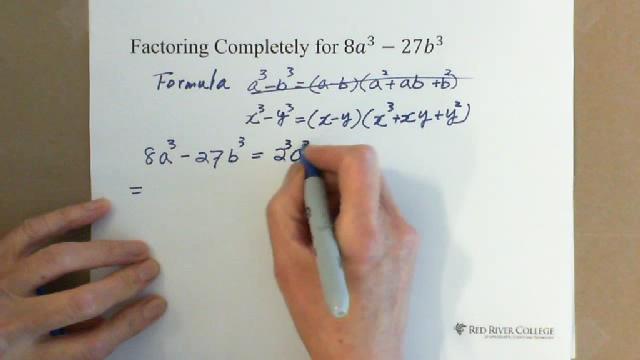 Factoring Completely for 8a³ − 27b³
Formula a³-b³=(a-b)(a²+ab+b²)
x³-y³=(x-y)(x³+xy+y²)
8a³-27b³ = 2³a³
=
RED RIVER COLLEGE